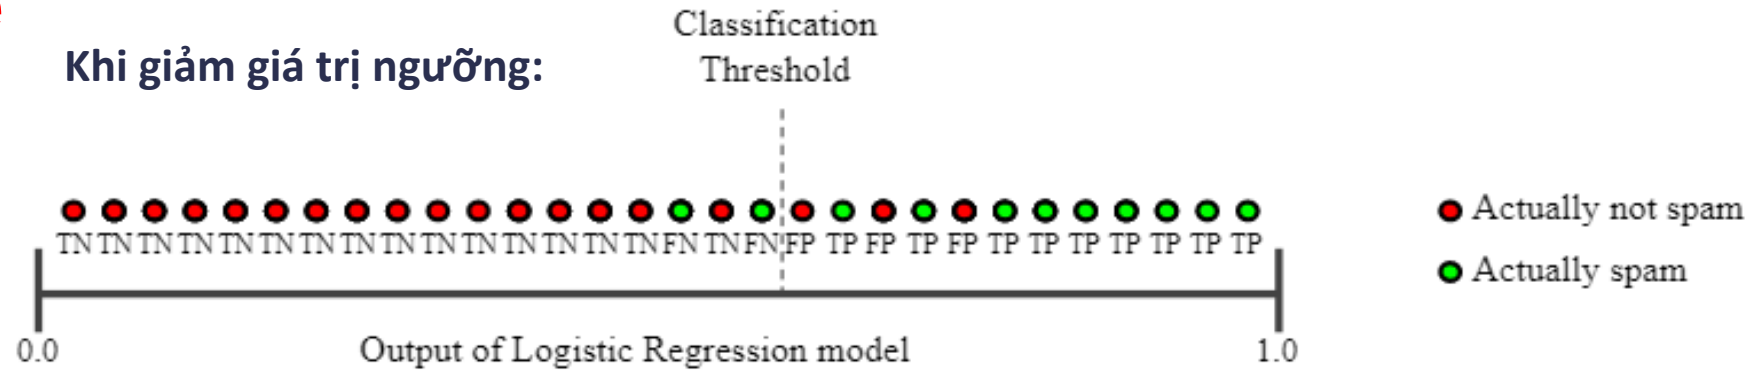 Khi giảm giá trị ngưỡng:
Classification
Threshold
TN TN TN TN TN TN TN TN TN TN TN TN TN TN TN FN TN FN FP TP FP TP FP TP TP TP TP TP TP TP
Actually not spam
Actually spam
0.0
Output of Logistic Regression model
1.0